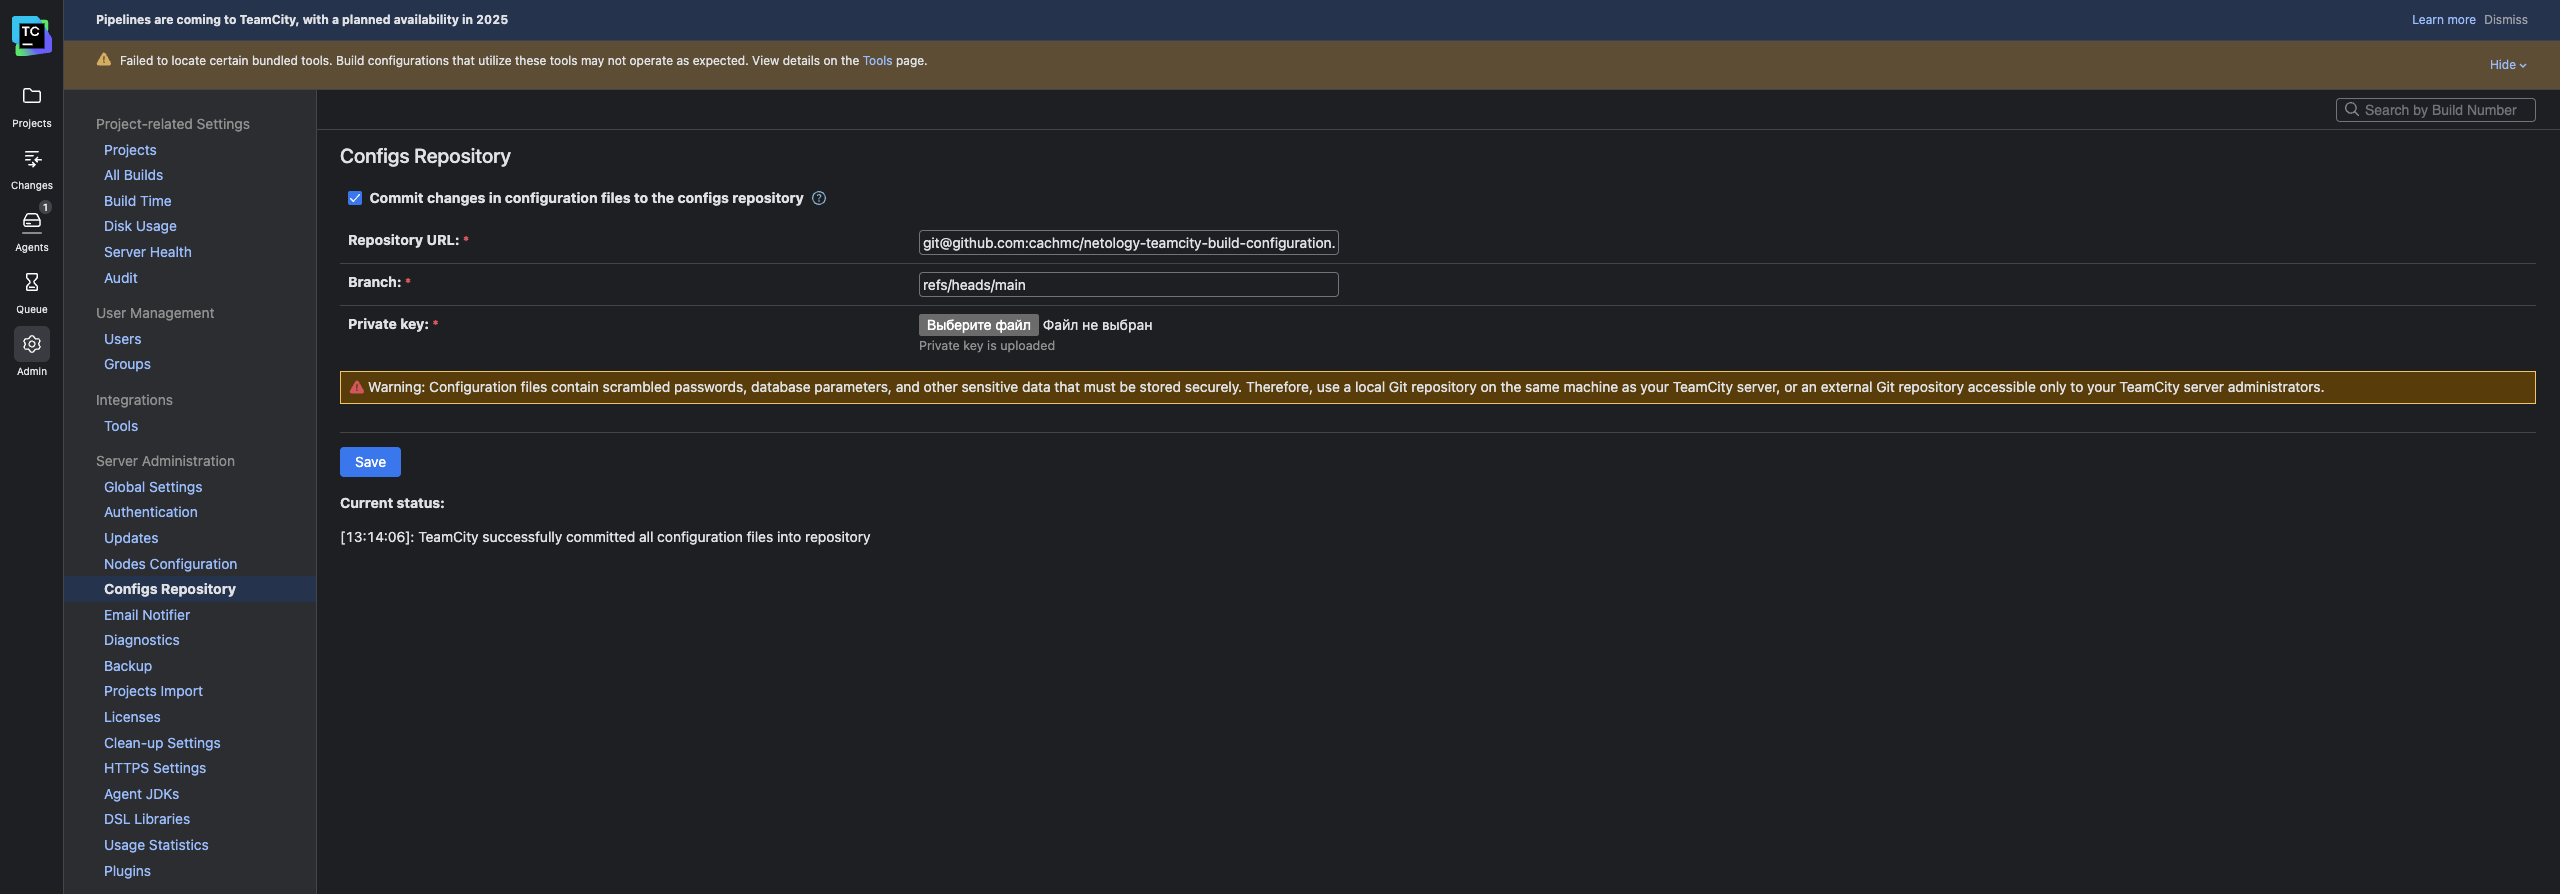 Pipelines are coming to TeamCity, with a planned availability in 2025
Learn more Dismiss
Failed to locate certain bundled tools. Build configurations that utilize these tools may not operate as expected. View details on the Tools page.
Hide
TC
Projects
Changes
1
Agents
Queue
Admin
Project-related Settings
Projects
All Builds
Build Time
Disk Usage
Server Health
Audit
User Management
Users
Groups
Integrations
Tools
Server Administration
Global Settings
Authentication
Updates
Nodes Configuration
Configs Repository
Email Notifier
Diagnostics
Backup
Projects Import
Licenses
Clean-up Settings
HTTPS Settings
Agent JDKs
DSL Libraries
Usage Statistics
Plugins
Search by Build Number
Configs Repository
Commit changes in configuration files to the configs repository ?
Repository URL: * git@github.com:cachmc/netology-teamcity-build-configuration.
Branch: * refs/heads/main
Private key: * Выберите файл Файл не выбран
Private key is uploaded
Warning: Configuration files contain scrambled passwords, database parameters, and other sensitive data that must be stored securely. Therefore, use a local Git repository on the same machine as your TeamCity server, or an external Git repository accessible only to your TeamCity server administrators.
Save
Current status:
[13:14:06]: TeamCity successfully committed all configuration files into repository